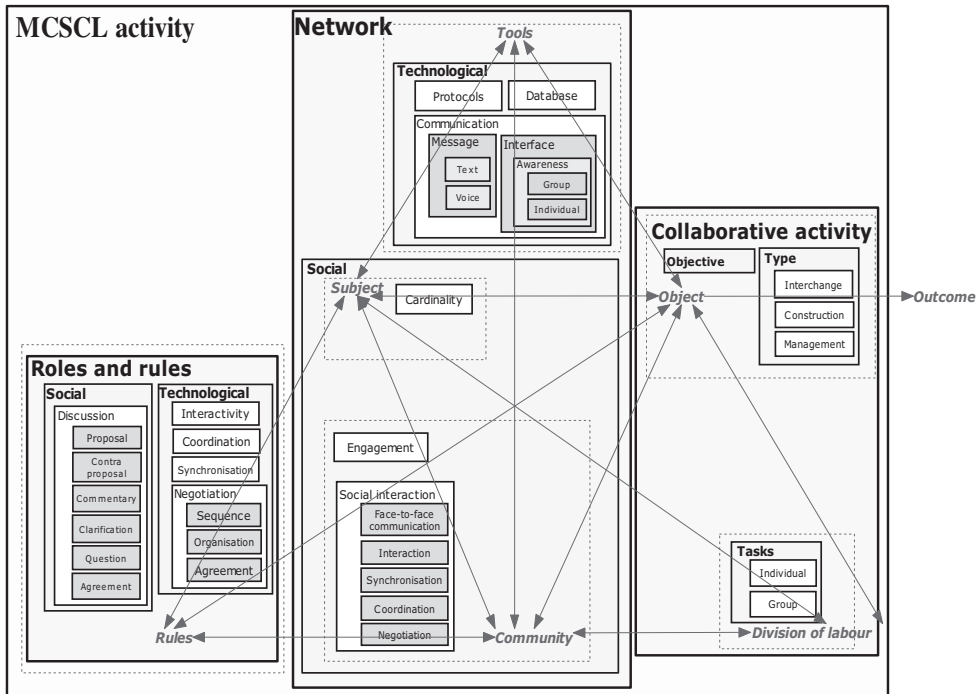 MCSCL activity
Network
Tools
Technological
Protocols
Database
Communication
Message
Text
Voice
Interface
Awareness
Group
Individual
Social
Subject
Cardinality
Engagement
Social interaction
Face-to-face
communication
Interaction
Synchronisation
Coordination
Negotiation
Community
Collaborative activity
Objective
Type
Interchange
Construction
Management
Object
Outcome
Tasks
Individual
Group
Division of labour
Roles and rules
Social
Discussion
Proposal
Contra
proposal
Commentary
Clarification
Question
Agreement
Technological
Interactivity
Coordination
Synchronisation
Negotiation
Sequence
Organisation
Agreement
Rules